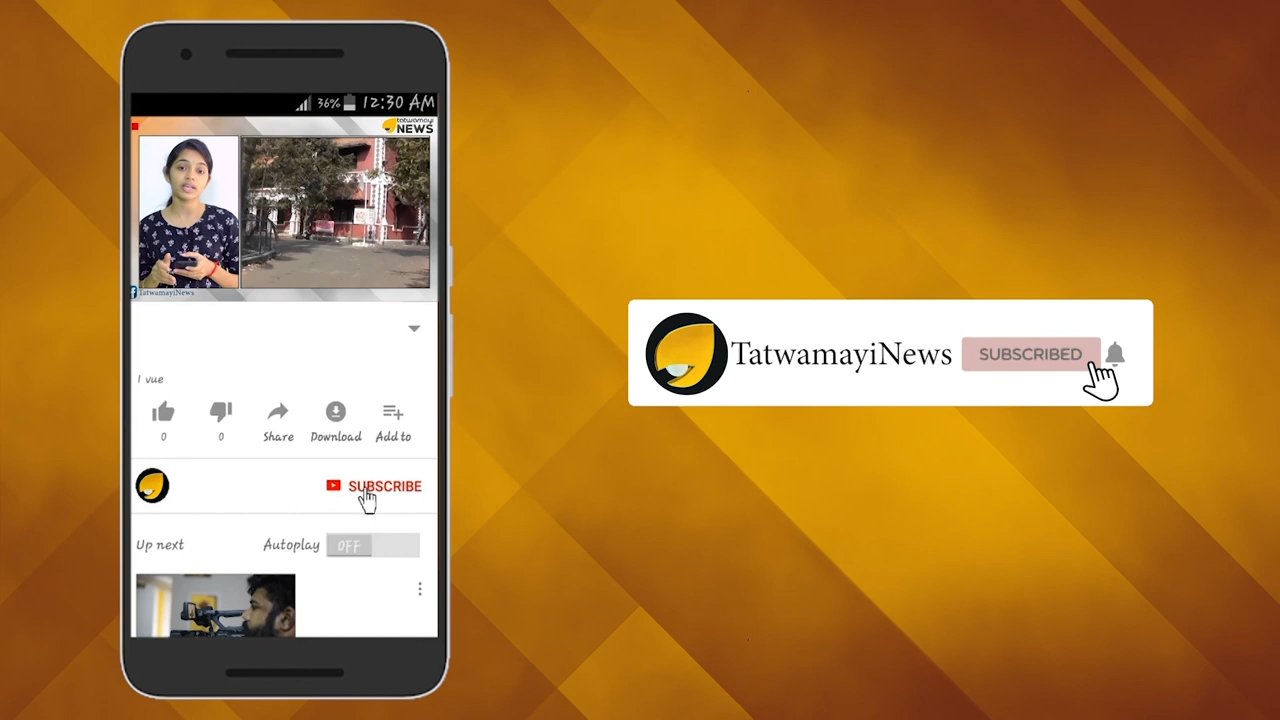 36% 12:30 AM
tatwamayi
NEWS
TatwamayiNews
1 vue
0 0 Share Download Add to
SUBSCRIBE
Up next Autoplay OFF
TatwamayiNews SUBSCRIBED